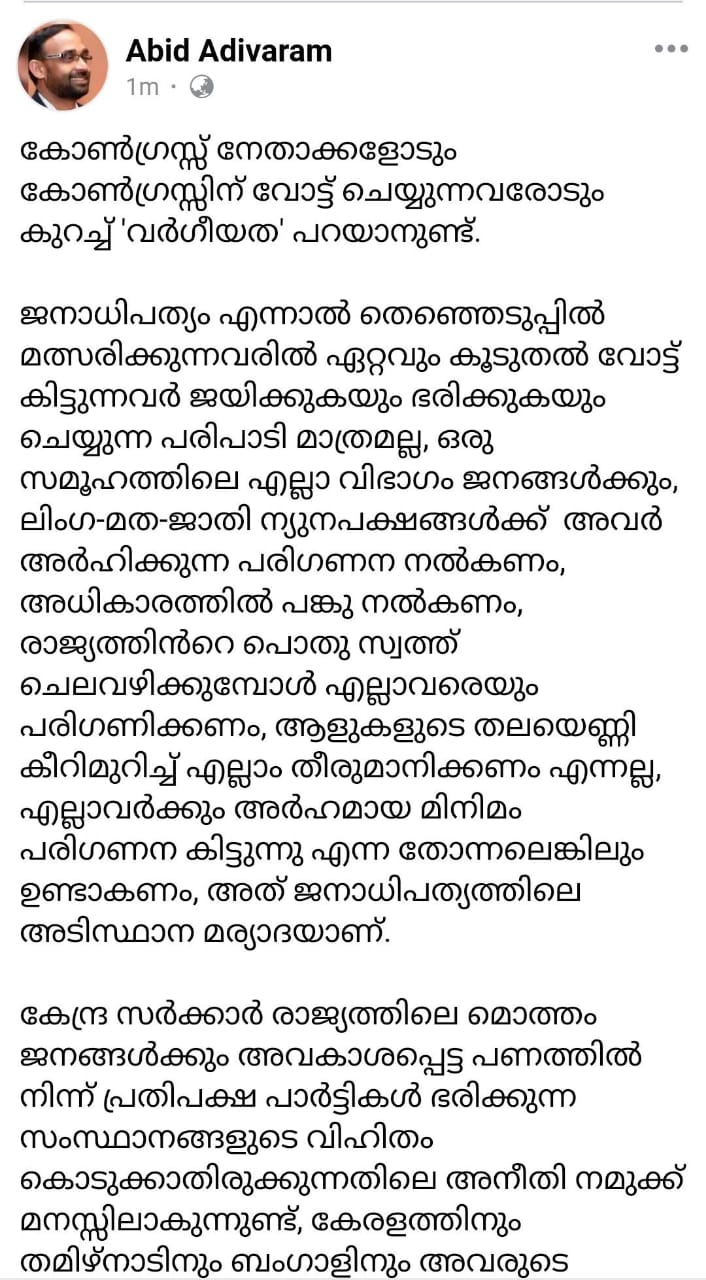 Abid Adivaram
1m ·
കോൺഗ്രസ്സ് നേതാക്കളോടും
കോൺഗ്രസ്സിന് വോട്ട് ചെയ്യുന്നവരോടും
കുറച്ച് 'വർഗീയത' പറയാനുണ്ട്.
ജനാധിപത്യം എന്നാൽ തെഞ്ഞെടുപ്പിൽ
മത്സരിക്കുന്നവരിൽ ഏറ്റവും കൂടുതൽ വോട്ട്
കിട്ടുന്നവർ ജയിക്കുകയും ഭരിക്കുകയും
ചെയ്യുന്ന പരിപാടി മാത്രമല്ല, ഒരു
സമൂഹത്തിലെ എല്ലാ വിഭാഗം ജനങ്ങൾക്കും,
ലിംഗ-മത-ജാതി ന്യുനപക്ഷങ്ങൾക്ക് അവർ
അർഹിക്കുന്ന പരിഗണന നൽകണം,
അധികാരത്തിൽ പങ്കു നൽകണം,
രാജ്യത്തിൻറെ പൊതു സ്വത്ത്
ചെലവഴിക്കുമ്പോൾ എല്ലാവരെയും
പരിഗണിക്കണം, ആളുകളുടെ തലയെണ്ണി
കീറിമുറിച്ച് എല്ലാം തീരുമാനിക്കണം എന്നല്ല,
എല്ലാവർക്കും അർഹമായ മിനിമം
പരിഗണന കിട്ടുന്നു എന്ന തോന്നലെങ്കിലും
ഉണ്ടാകണം, അത് ജനാധിപത്യത്തിലെ
അടിസ്ഥാന മര്യാദയാണ്.
കേന്ദ്ര സർക്കാർ രാജ്യത്തിലെ മൊത്തം
ജനങ്ങൾക്കും അവകാശപ്പെട്ട പണത്തിൽ
നിന്ന് പ്രതിപക്ഷ പാർട്ടികൾ ഭരിക്കുന്ന
സംസ്ഥാനങ്ങളുടെ വിഹിതം
കൊടുക്കാതിരുക്കുന്നതിലെ അനീതി നമുക്ക്
മനസ്സിലാകുന്നുണ്ട്, കേരളത്തിനും
തമിഴ്നാടിനും ബംഗാളിനും അവരുടെ